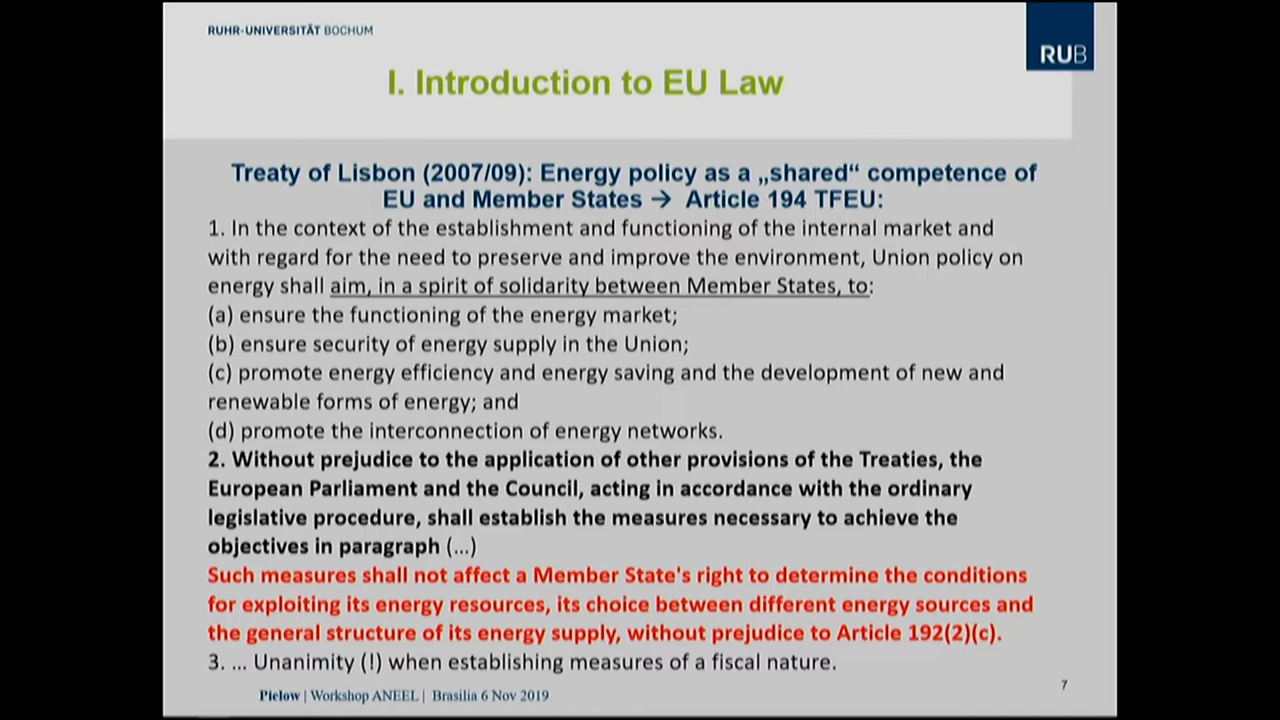 RUHR-UNIVERSITÄT BOCHUM
RUB
I. Introduction to EU Law
Treaty of Lisbon (2007/09): Energy policy as a „shared“ competence of
EU and Member States → Article 194 TFEU:
1. In the context of the establishment and functioning of the internal market and
with regard for the need to preserve and improve the environment, Union policy on
energy shall aim, in a spirit of solidarity between Member States, to:
(a) ensure the functioning of the energy market;
(b) ensure security of energy supply in the Union;
(c) promote energy efficiency and energy saving and the development of new and
renewable forms of energy; and
(d) promote the interconnection of energy networks.
2. Without prejudice to the application of other provisions of the Treaties, the
European Parliament and the Council, acting in accordance with the ordinary
legislative procedure, shall establish the measures necessary to achieve the
objectives in paragraph (...)
Such measures shall not affect a Member State's right to determine the conditions
for exploiting its energy resources, its choice between different energy sources and
the general structure of its energy supply, without prejudice to Article 192(2)(c).
3. ... Unanimity (!) when establishing measures of a fiscal nature.
Pielow | Workshop ANEEL | Brasilia 6 Nov 2019
7